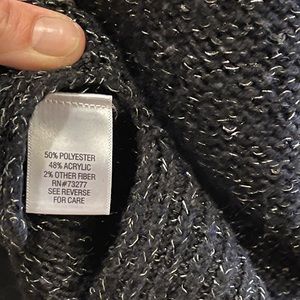 50% POLYESTER
48% ACRYLIC
2% OTHER FIBER
RN#73277
SEE REVERSE
FOR CARE